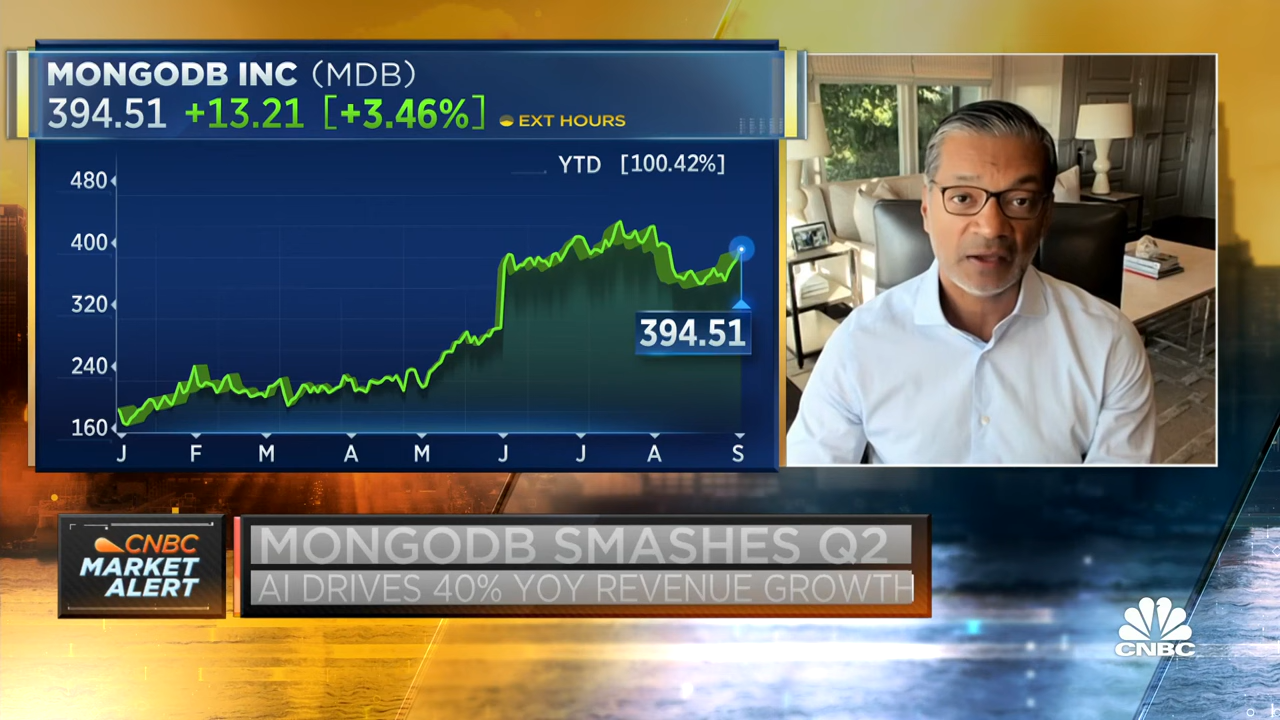 MONGODB INC (MDB)
394.51 +13.21 [+3.46%] EXT HOURS
YTD [100.42%]
480
400
320
240
160
394.51
J F M A M J J A S
CNBC
CNBC
MARKET
ALERT
MONGODB SMASHES Q2
AI DRIVES 40% YOY REVENUE GROWTH
CNBC